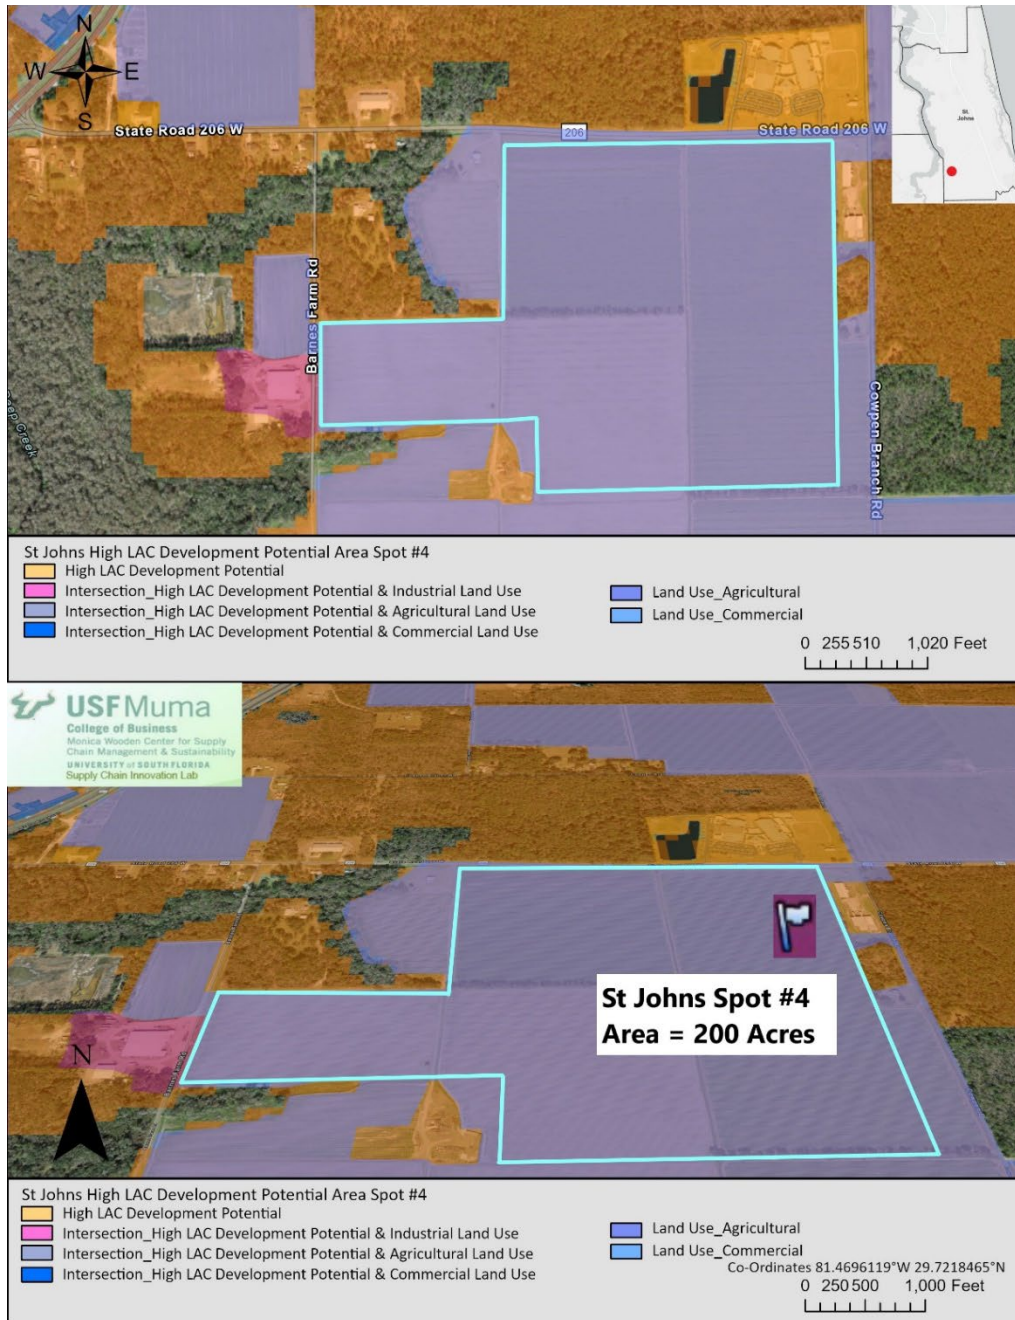 N
W E
S
State Road 206 W
206
State Road 206 W
St.
Johns
Barnes Farm Rd
Deep Creek
Cowpen Branch Rd
St Johns High LAC Development Potential Area Spot #4
High LAC Development Potential
Intersection_High LAC Development Potential & Industrial Land Use
Intersection_High LAC Development Potential & Agricultural Land Use
Intersection_High LAC Development Potential & Commercial Land Use
Land Use_Agricultural
Land Use_Commercial
0 255 510 1,020 Feet
USF Muma
College of Business
Monica Wooden Center for Supply
Chain Management & Sustainability
UNIVERSITY of SOUTH FLORIDA
Supply Chain Innovation Lab
St Johns Spot #4
Area = 200 Acres
N
St Johns High LAC Development Potential Area Spot #4
High LAC Development Potential
Intersection_High LAC Development Potential & Industrial Land Use
Intersection_High LAC Development Potential & Agricultural Land Use
Intersection_High LAC Development Potential & Commercial Land Use
Land Use_Agricultural
Land Use_Commercial
Co-Ordinates 81.4696119°W 29.7218465°N
0 250 500 1,000 Feet